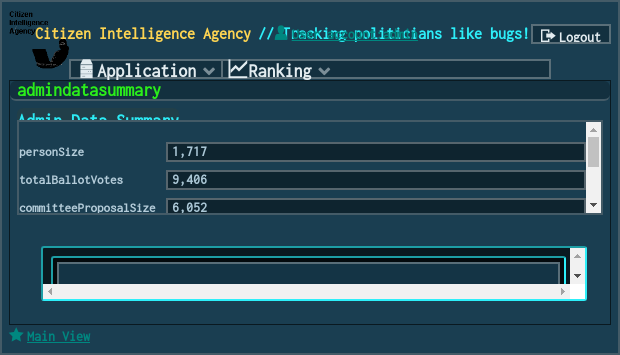 Citizen
Intelligence
Agency
Citizen Intelligence Agency // Tracking politicians like bugs!
Logout
Application
Ranking
admindatasummary
Admin Data Summary
personSize
1,717
totalBallotVotes
9,406
committeeProposalSize
6,052
Main View